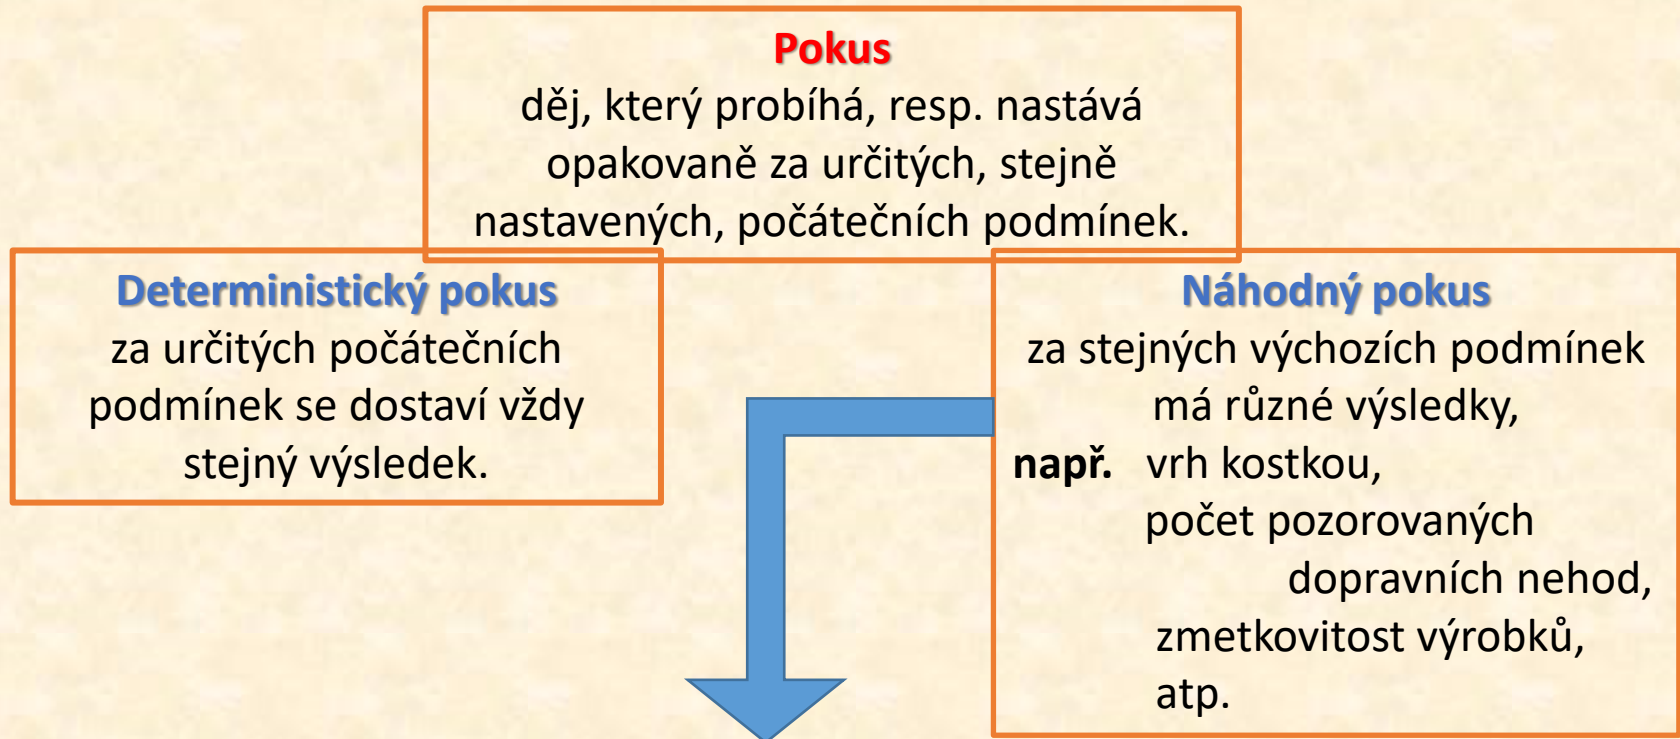 Pokus
děj, který probíhá, resp. nastává
opakovaně za určitých, stejně
nastavených, počátečních podmínek.
Deterministický pokus
za určitých počátečních
podmínek se dostaví vždy
stejný výsledek.
Náhodný pokus
za stejných výchozích podmínek
má různé výsledky,
např. vrh kostkou,
počet pozorovaných
dopravních nehod,
zmetkovitost výrobků,
atp.